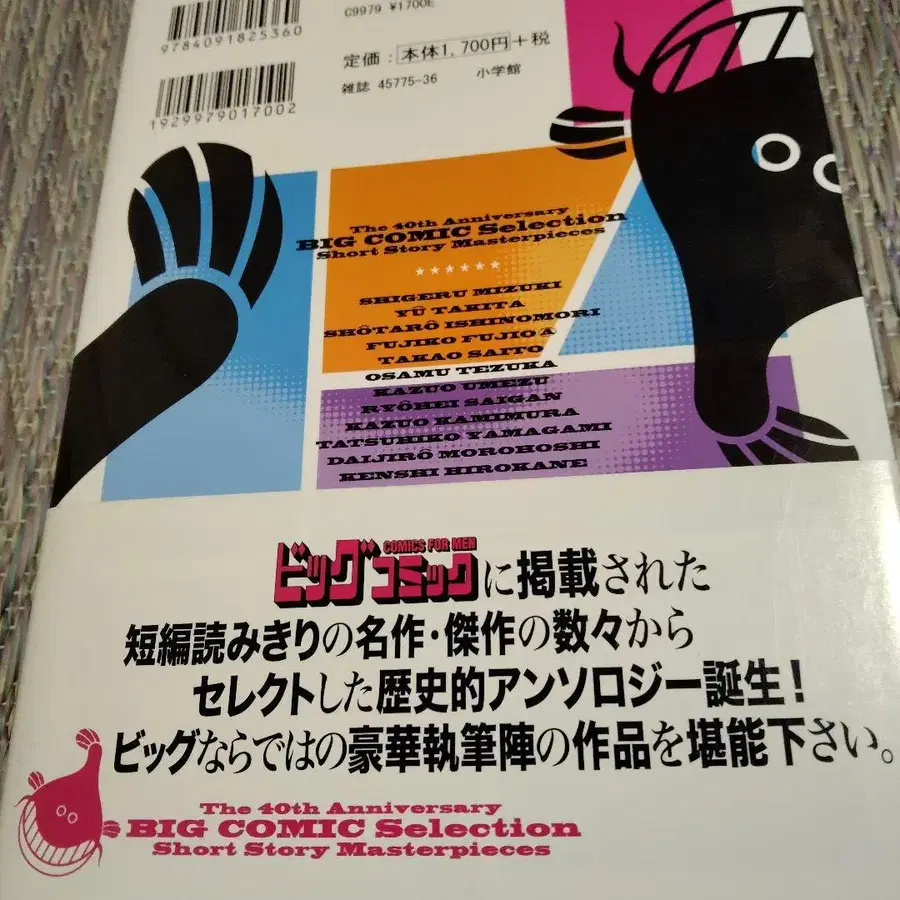 9784091825360
C9979 ¥1700E
1929979017002
定価：本体1,700円+税
雑誌 45775-36 小学館
The 40th Anniversary
BIG COMIC Selection
Short Story Masterpieces
★★★★★★
SHIGERU MIZUKI
YŪ TAKITA
SHŌTARŌ ISHINOMORI
FUJIKO FUJIO Ⓐ
TAKAO SAITO
OSAMU TEZUKA
KAZUO UMEZU
RYŌHEI SAIGAN
KAZUO KAMIMURA
TATSUHIKO YAMAGAMI
DAIJIRŌ MOROHOSHI
KENSHI HIROKANE
COMICS FOR MEN
ビッグコミックに掲載された
短編読みきりの名作・傑作の数々から
セレクトした歴史的アンソロジー誕生！
ビッグならではの豪華執筆陣の作品を堪能下さい。
The 40th Anniversary
BIG COMIC Selection
Short Story Masterpieces